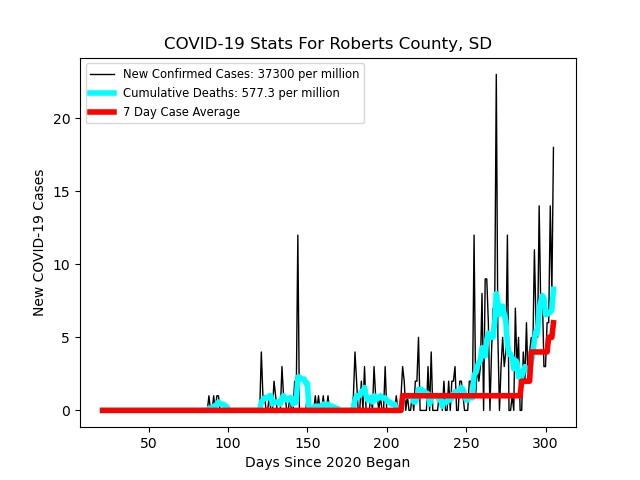 COVID-19 Stats For Roberts County, SD
New Confirmed Cases: 37300 per million
Cumulative Deaths: 577.3 per million
7 Day Case Average
New COVID-19 Cases
20
15
10
5
0
50 100 150 200 250 300
Days Since 2020 Began